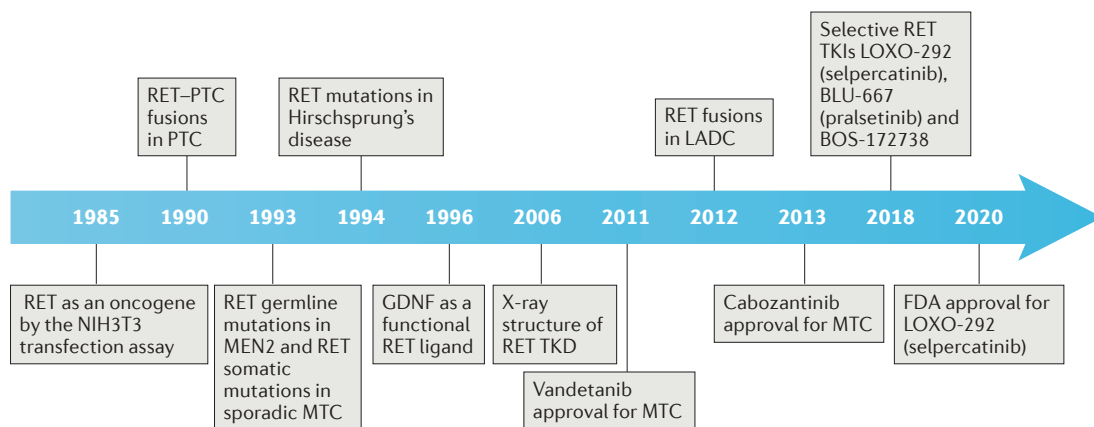 Selective RET
TKIs LOXO-292
(selpercatinib),
BLU-667
(pralsetinib) and
BOS-172738
RET–PTC
fusions
in PTC
RET mutations in
Hirschsprung’s
disease
RET fusions
in LADC
1985 1990 1993 1994 1996 2006 2011 2012 2013 2018 2020
RET as an oncogene
by the NIH3T3
transfection assay
RET germline
mutations in
MEN2 and RET
somatic
mutations in
sporadic MTC
GDNF as a
functional
RET ligand
X-ray
structure of
RET TKD
Vandetanib
approval for MTC
Cabozantinib
approval for MTC
FDA approval for
LOXO-292
(selpercatinib)